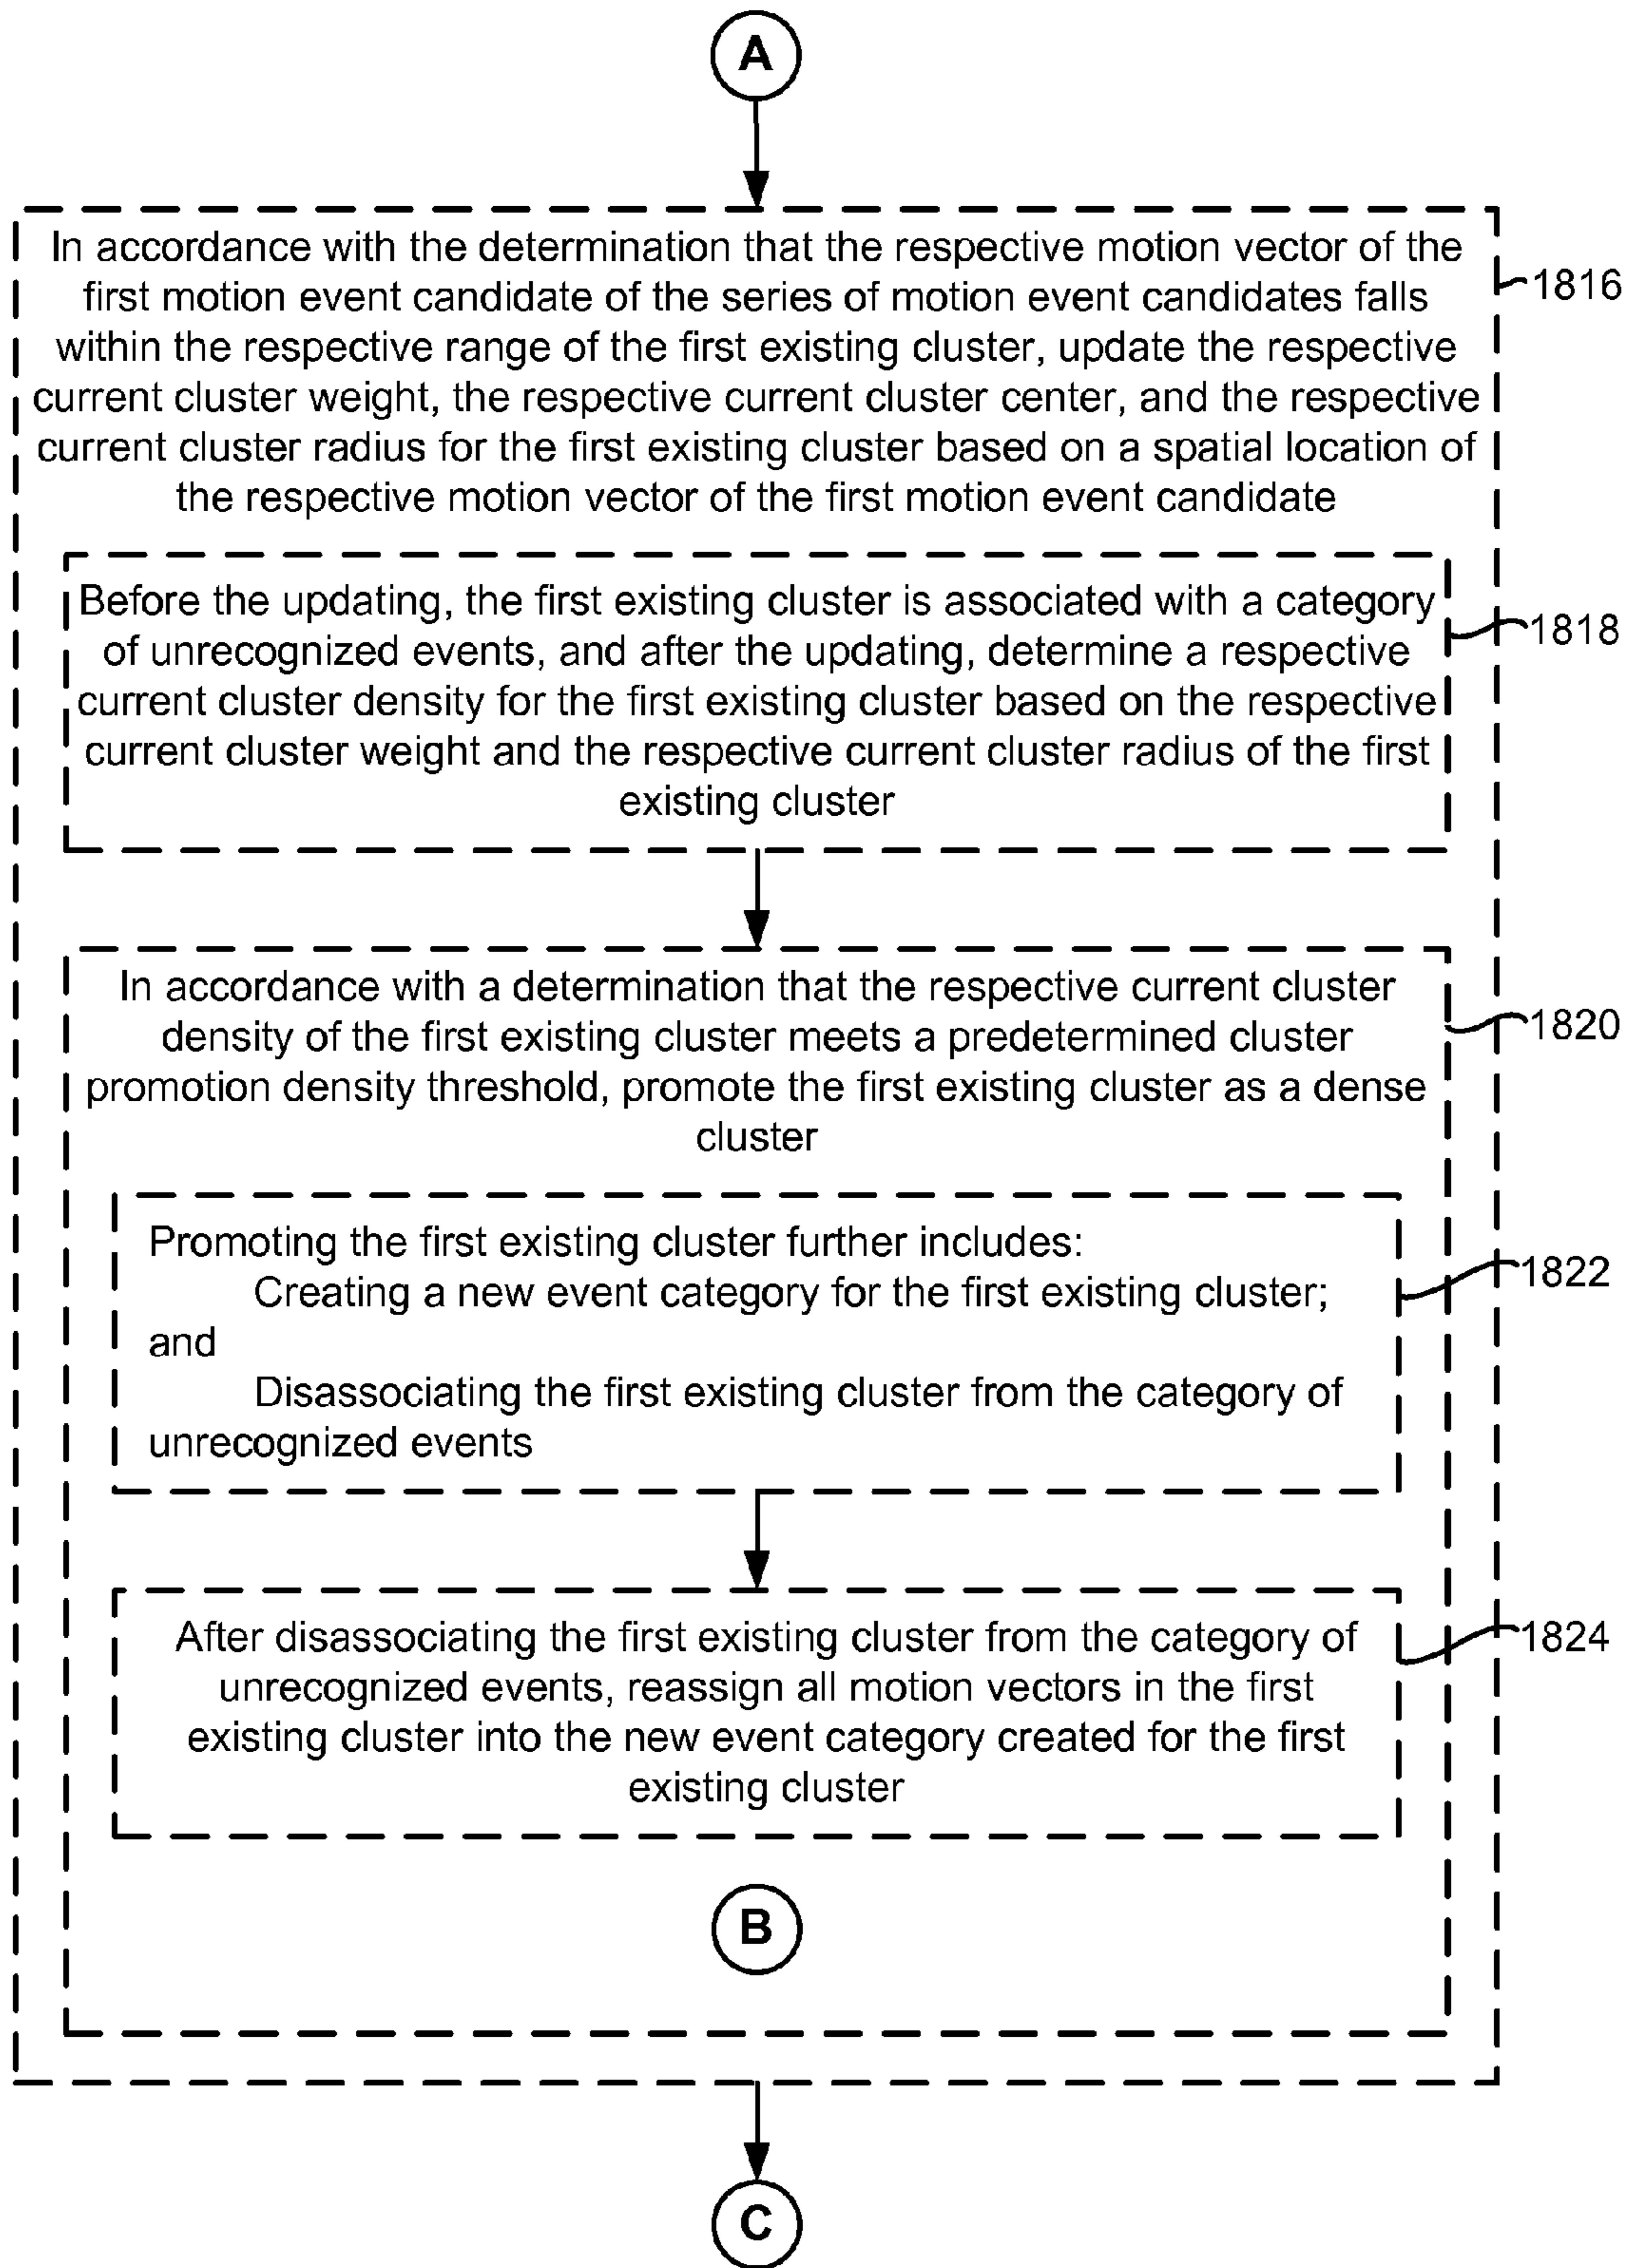 A
In accordance with the determination that the respective motion vector of the
first motion event candidate of the series of motion event candidates falls
within the respective range of the first existing cluster, update the respective
current cluster weight, the respective current cluster center, and the respective
current cluster radius for the first existing cluster based on a spatial location of
the respective motion vector of the first motion event candidate
1816
Before the updating, the first existing cluster is associated with a category
of unrecognized events, and after the updating, determine a respective
current cluster density for the first existing cluster based on the respective
current cluster weight and the respective current cluster radius of the first
existing cluster
1818
In accordance with a determination that the respective current cluster
density of the first existing cluster meets a predetermined cluster
promotion density threshold, promote the first existing cluster as a dense
cluster
1820
Promoting the first existing cluster further includes:
Creating a new event category for the first existing cluster;
and
Disassociating the first existing cluster from the category of
unrecognized events
1822
After disassociating the first existing cluster from the category of
unrecognized events, reassign all motion vectors in the first
existing cluster into the new event category created for the first
existing cluster
1824
B
C